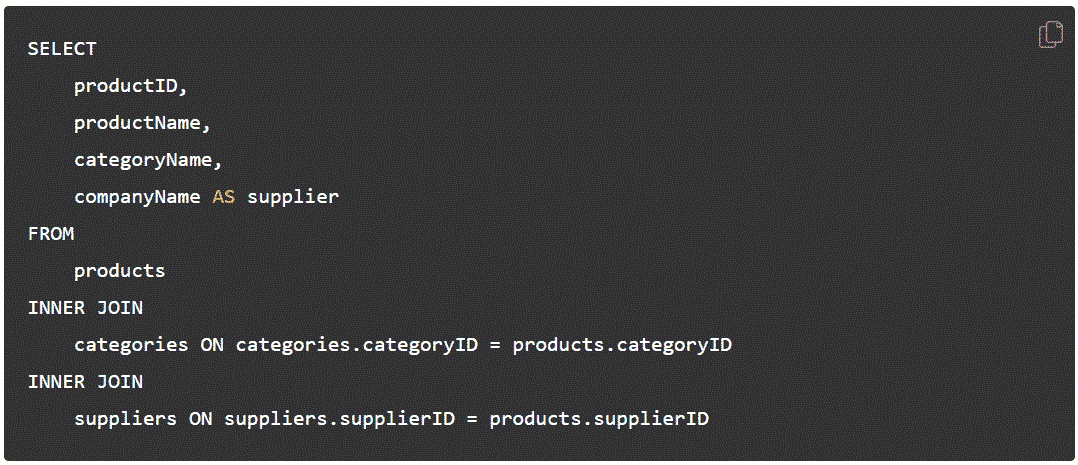 SELECT
    productID,
    productName,
    categoryName,
    companyName AS supplier
FROM
    products
INNER JOIN
    categories ON categories.categoryID = products.categoryID
INNER JOIN
    suppliers ON suppliers.supplierID = products.supplierID